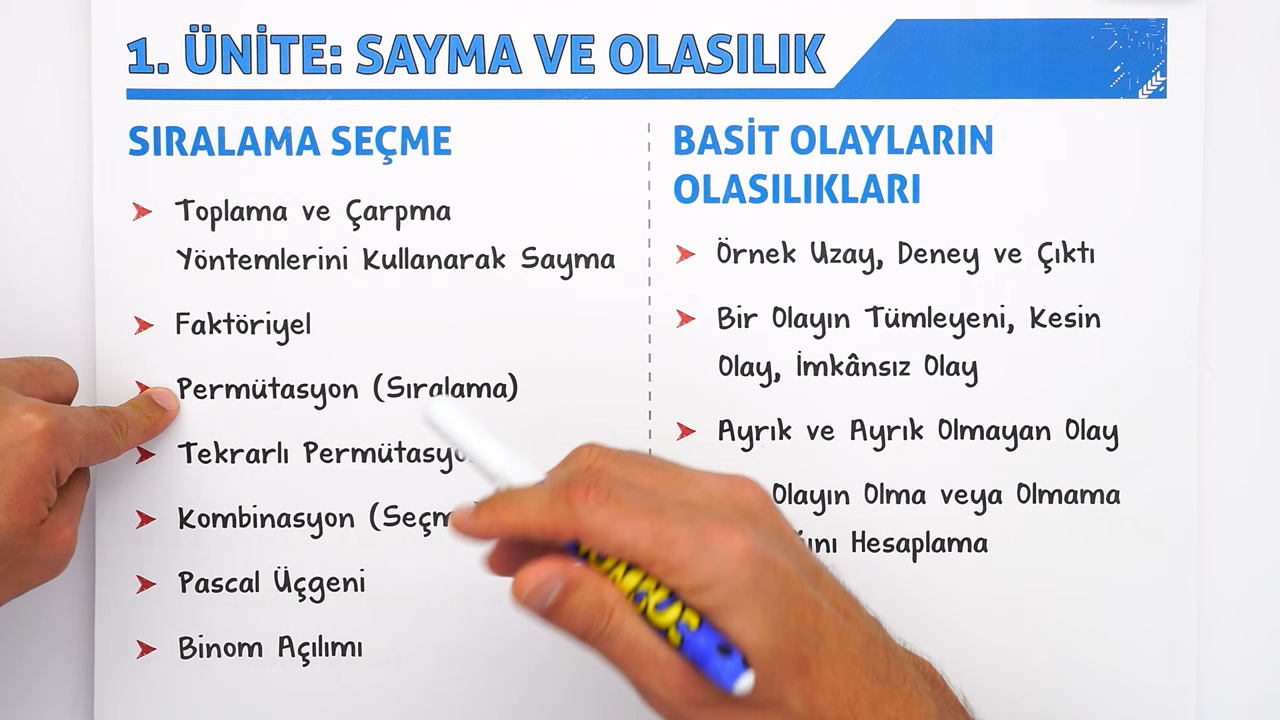 1. ÜNİTE: SAYMA VE OLASILIK
SIRALAMA SEÇME
Toplama ve Çarpma
Yöntemlerini Kullanarak Sayma
Faktöriyel
Permütasyon (Sıralama)
Tekrarlı
Kombinasyon
Pascal Üçgeni
Binom Açılımı
BASİT OLAYLARIN
OLASILIKLARI
Örnek Uzay, Deney ve Çıktı
Bir Olayın Tümleyeni, Kesin
Olay, İmkânsız Olay
Ayrık ve Ayrık Olmayan Olay
Olayın Olma veya Olmama
Hesaplama